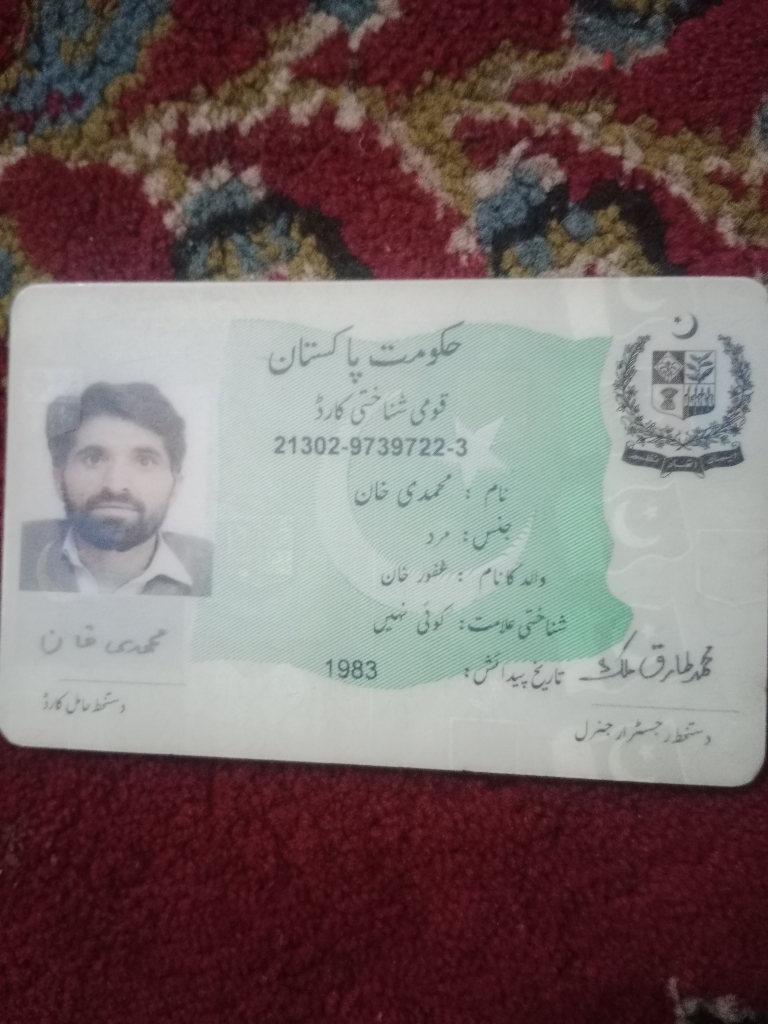 حکومت پاکستان
قومی شناختی کارڈ
21302-9739722-3
نام : محمدی خان
جنس: مرد
والد کا نام : غفور خان
شناختی علامت: کوئی نہیں
تاریخ پیدائش: 1983
محمدی خان
دستخط حامل کارڈ
محمد طارق ملک
دستخط رجسٹرار جنرل